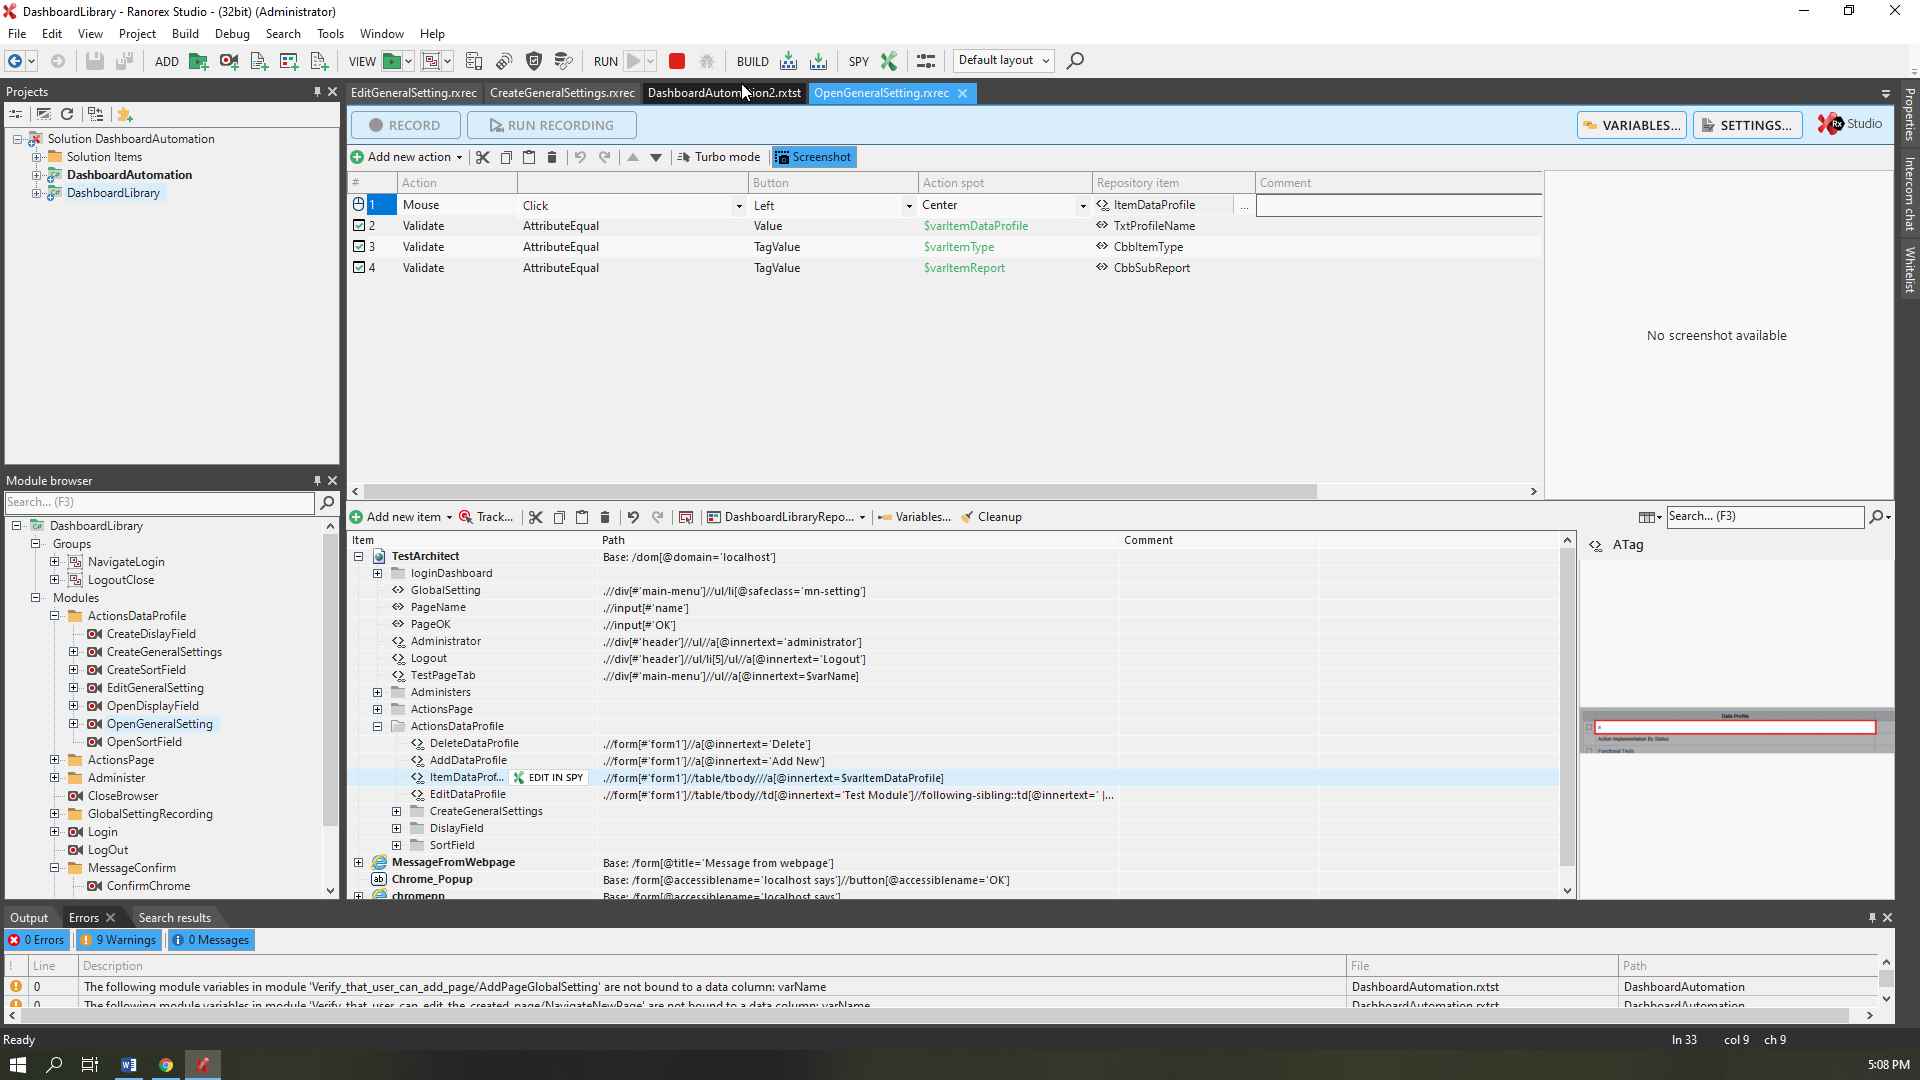 DashboardLibrary - Ranorex Studio - (32bit) (Administrator)
File Edit View Project Build Debug Search Tools Window Help
ADD VIEW RUN BUILD SPY Default layout
Projects
Solution DashboardAutomation
Solution Items
DashboardAutomation
DashboardLibrary
EditGeneralSetting.rxrec CreateGeneralSettings.rxrec DashboardAutomation2.rxtst OpenGeneralSetting.rxrec
RECORD RUN RECORDING VARIABLES... SETTINGS... Rx Studio
Add new action Turbo mode Screenshot
# Action Button Action spot Repository item Comment
1 Mouse Click Left Center ItemDataProfile ...
2 Validate AttributeEqual Value $varItemDataProfile TxtProfileName
3 Validate AttributeEqual TagValue $varItemType CbbItemType
4 Validate AttributeEqual TagValue $varItemReport CbbSubReport
No screenshot available
Properties
Intercom chat
Whitelist
Module browser
Search... (F3)
DashboardLibrary
Groups
NavigateLogin
LogoutClose
Modules
ActionsDataProfile
CreateDislayField
CreateGeneralSettings
CreateSortField
EditGeneralSetting
OpenDisplayField
OpenGeneralSetting
OpenSortField
ActionsPage
Administer
CloseBrowser
GlobalSettingRecording
Login
LogOut
MessageConfirm
ConfirmChrome
Add new item Track... DashboardLibraryRepo... Variables... Cleanup Search... (F3)
Item Path Comment
TestArchitect Base: /dom[@domain='localhost']
loginDashboard
GlobalSetting .//div[#'main-menu']//ul/li[@safeclass='mn-setting']
PageName .//input[#'name']
PageOK .//input[#'OK']
Administrator .//div[#'header']//ul//a[@innertext='administrator']
Logout .//div[#'header']//ul/li[5]/ul//a[@innertext='Logout']
TestPageTab .//div[#'main-menu']//ul//a[@innertext=$varName]
Administers
ActionsPage
ActionsDataProfile
DeleteDataProfile .//form[#'form1']//a[@innertext='Delete']
AddDataProfile .//form[#'form1']//a[@innertext='Add New']
ItemDataProf... EDIT IN SPY .//form[#'form1']//table/tbody///a[@innertext=$varItemDataProfile]
EditDataProfile .//form[#'form1']//table/tbody//td[@innertext='Test Module']//following-sibling::td[@innertext=' |...
CreateGeneralSettings
DislayField
SortField
MessageFromWebpage Base: /form[@title='Message from webpage']
Chrome_Popup Base: /form[@accessiblename='localhost says']//button[@accessiblename='OK']
chromepp Base: /form[@accessiblename='localhost says']
ATag
Data Profile
Action Implementation By Status
Functional Tests
Output Errors Search results
0 Errors 9 Warnings 0 Messages
! Line Description File Path
0 The following module variables in module 'Verify_that_user_can_add_page/AddPageGlobalSetting' are not bound to a data column: varName DashboardAutomation.rxtst DashboardAutomation
0 The following module variables in module 'Verify_that_user_can_edit_the_created_page/NavigateNewPage' are not bound to a data column: varName DashboardAutomation.rxtst DashboardAutomation
Ready ln 33 col 9 ch 9
5:08 PM